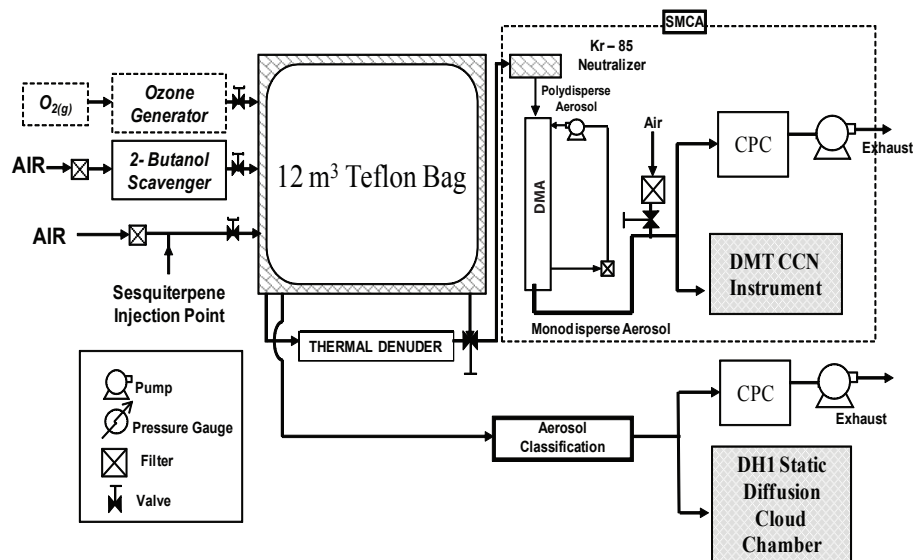 SMCA
Kr – 85
Neutralizer
O2(g)
Ozone
Generator
Polydisperse
Aerosol
Air
CPC
Exhaust
AIR
2- Butanol
Scavenger
12 m3 Teflon Bag
DMA
AIR
DMT CCN
Instrument
Sesquiterpene
Injection Point
Monodisperse Aerosol
THERMAL DENUDER
Pump
Pressure Gauge
Filter
Valve
CPC
Exhaust
Aerosol
Classification
DH1 Static
Diffusion
Cloud
Chamber